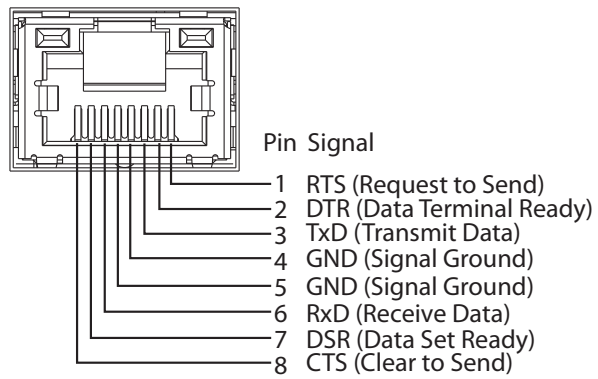 Pin Signal
1 RTS (Request to Send)
2 DTR (Data Terminal Ready)
3 TxD (Transmit Data)
4 GND (Signal Ground)
5 GND (Signal Ground)
6 RxD (Receive Data)
7 DSR (Data Set Ready)
8 CTS (Clear to Send)